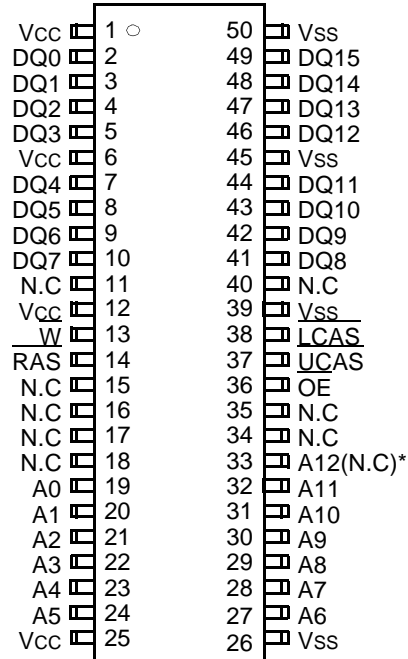 Vcc 1 50 Vss
DQ0 2 49 DQ15
DQ1 3 48 DQ14
DQ2 4 47 DQ13
DQ3 5 46 DQ12
Vcc 6 45 Vss
DQ4 7 44 DQ11
DQ5 8 43 DQ10
DQ6 9 42 DQ9
DQ7 10 41 DQ8
N.C 11 40 N.C
Vcc 12 39 Vss
W 13 38 LCAS
RAS 14 37 UCAS
N.C 15 36 OE
N.C 16 35 N.C
N.C 17 34 N.C
N.C 18 33 A12(N.C)*
A0 19 32 A11
A1 20 31 A10
A2 21 30 A9
A3 22 29 A8
A4 23 28 A7
A5 24 27 A6
Vcc 25 26 Vss